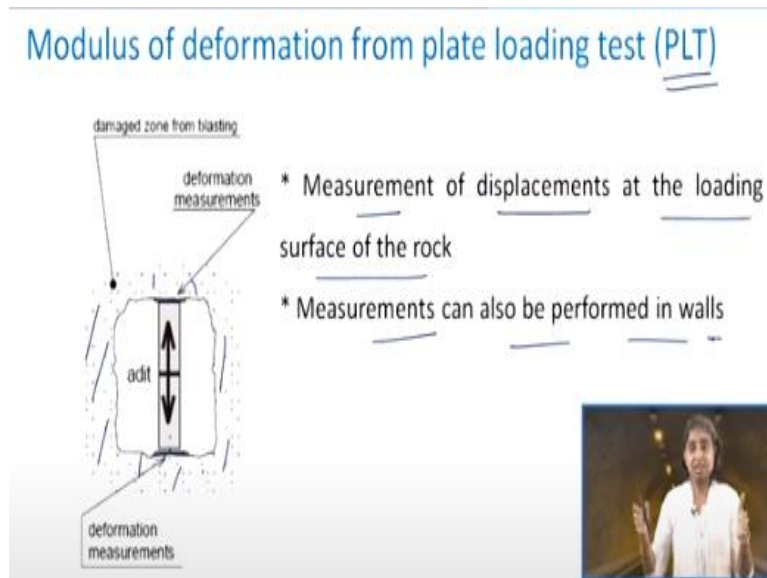 Modulus of deformation from plate loading test (PLT)
damaged zone from blasting
deformation
measurements
* Measurement of displacements at the loading
surface of the rock
* Measurements can also be performed in walls
adit
deformation
measurements